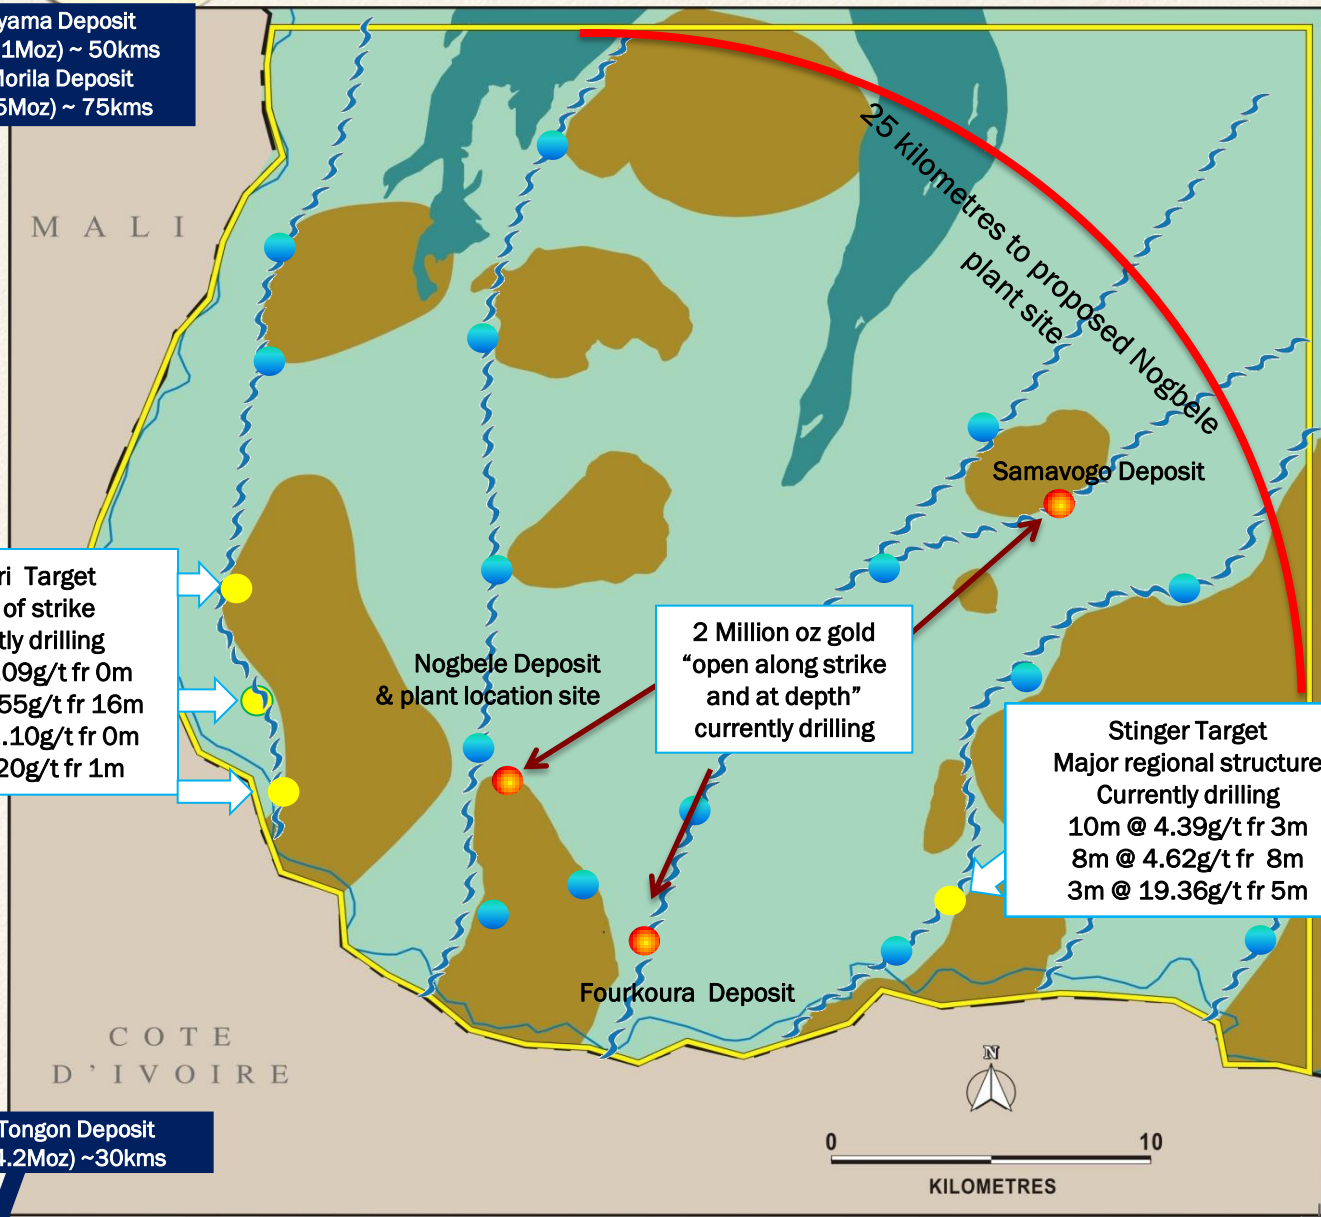 yama Deposit
1Moz) ~ 50kms
orila Deposit
5Moz) ~ 75kms
MALI
25 kilometres to proposed Nogbele
plant site
Samavogo Deposit
ri Target
of strike
tly drilling
.09g/t fr 0m
55g/t fr 16m
.10g/t fr 0m
20g/t fr 1m
Nogbele Deposit
& plant location site
2 Million oz gold
“open along strike
and at depth”
currently drilling
Stinger Target
Major regional structure
Currently drilling
10m @ 4.39g/t fr 3m
8m @ 4.62g/t fr 8m
3m @ 19.36g/t fr 5m
Fourkoura Deposit
COTE
D'IVOIRE
N
Tongon Deposit
4.2Moz) ~30kms
0 10
KILOMETRES